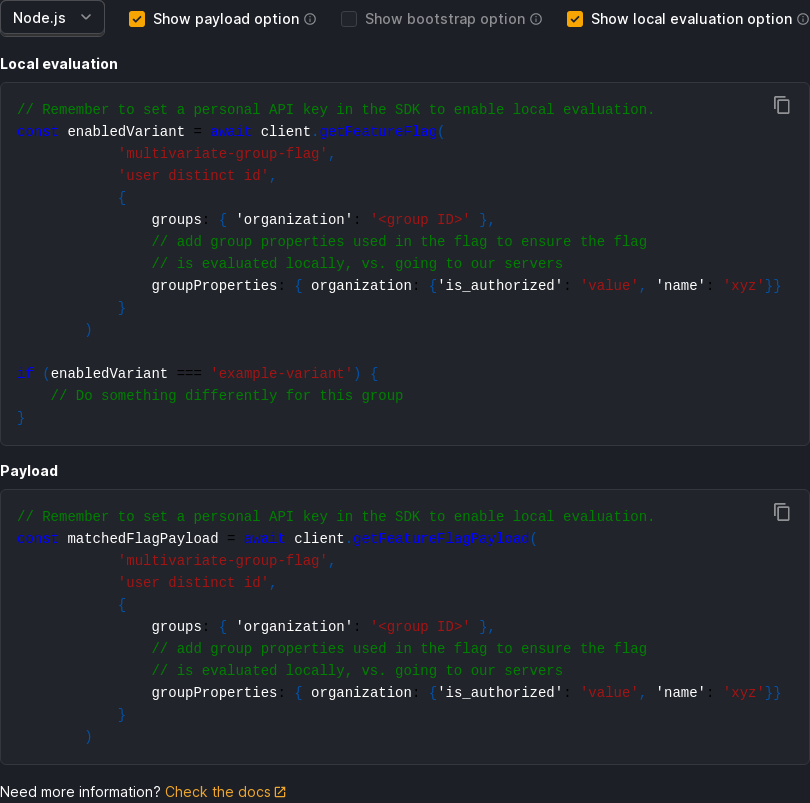 Node.js Show payload option Show bootstrap option Show local evaluation option
Local evaluation
// Remember to set a personal API key in the SDK to enable local evaluation.
const enabledVariant = await client.getFeatureFlag(
'multivariate-group-flag',
'user distinct id',
{
groups: { 'organization': '<group ID>' },
// add group properties used in the flag to ensure the flag
// is evaluated locally, vs. going to our servers
groupProperties: { organization: {'is_authorized': 'value', 'name': 'xyz'}}
}
)
if (enabledVariant === 'example-variant') {
// Do something differently for this group
}
Payload
// Remember to set a personal API key in the SDK to enable local evaluation.
const matchedFlagPayload = await client.getFeatureFlagPayload(
'multivariate-group-flag',
'user distinct id',
{
groups: { 'organization': '<group ID>' },
// add group properties used in the flag to ensure the flag
// is evaluated locally, vs. going to our servers
groupProperties: { organization: {'is_authorized': 'value', 'name': 'xyz'}}
}
)
Need more information? Check the docs